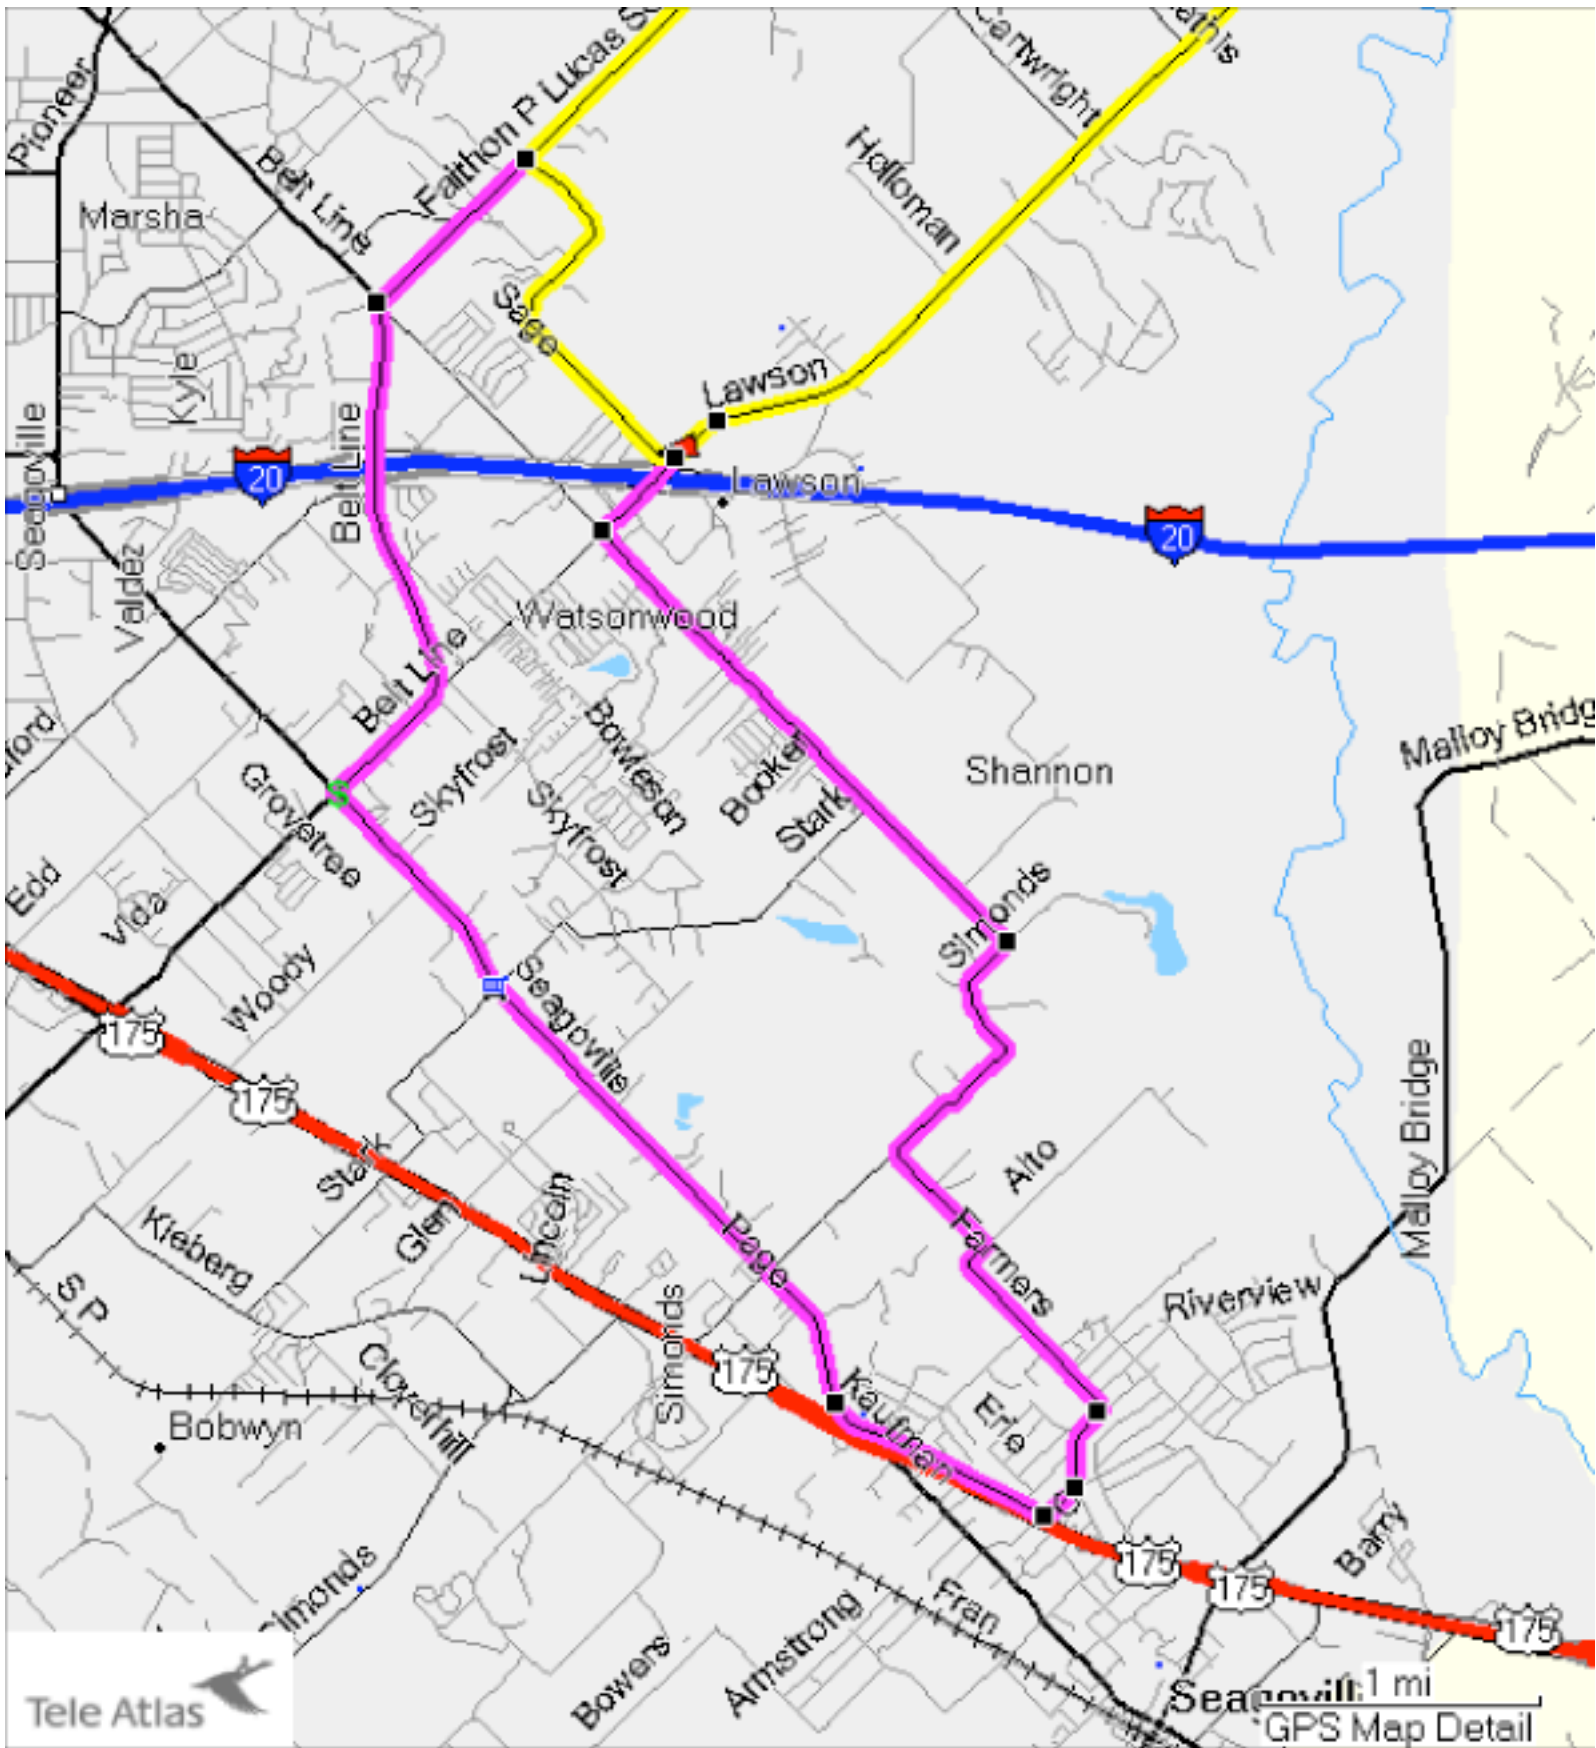 Pioneer
Belt Line
Faithon P Lucas
Cartwright
Holloman
Marsha
Sage
Kyle
Lawson
Seagoville
Belt Line
20
Lawson
20
Valdez
Watsonwood
Belt Line
Malloy Bridg
Skyfrost
Bowleson
Booker
Shannon
Grovetree
Skyfrost
Stark
S
Edd
Vida
Simonds
Woody
Seagoville
175
175
Malloy Bridge
Stark
Alto
Glen
Lincoln
Kleberg
Page
Farmers
S P
Riverview
Simonds
Cloverhill
175
Bobwyn
Kaufman
Erie
Simonds
175
175
Barry
Fran
Armstrong
Bowers
175
Seagovill
1 mi
Tele Atlas
GPS Map Detail